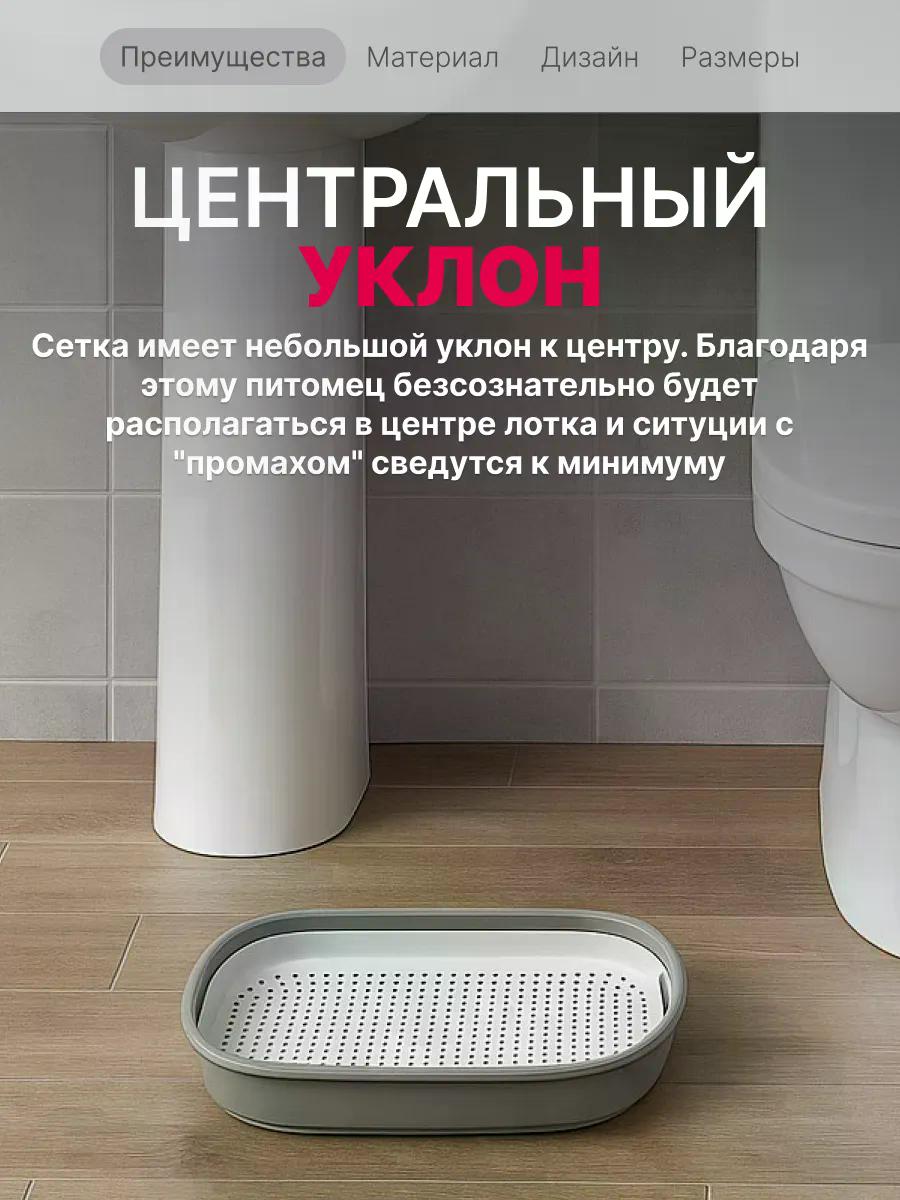 Преимущества Материал Дизайн Размеры
ЦЕНТРАЛЬНЫЙ
УКЛОН
Сетка имеет небольшой уклон к центру. Благодаря
этому питомец безсознательно будет
располагаться в центре лотка и ситуции с
"промахом" сведутся к минимуму